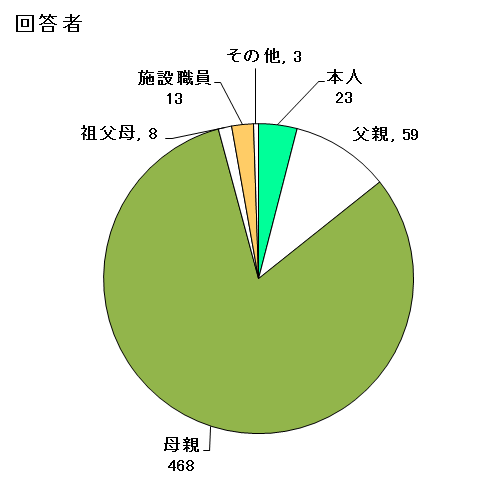 回答者
その他, 3
本人
23
施設職員
13
祖父母, 8
父親, 59
母親
468